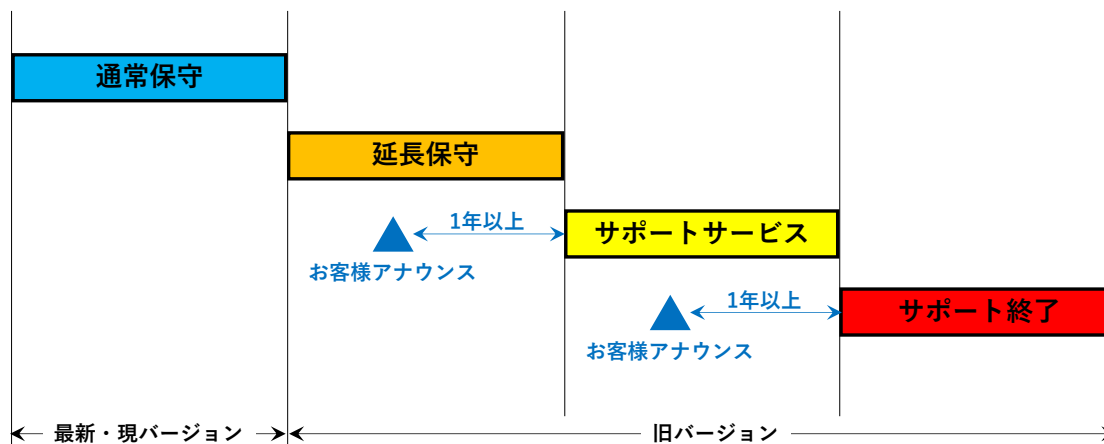 通常保守
延長保守
1年以上
サポートサービス
お客様アナウンス
1年以上
サポート終了
お客様アナウンス
最新・現バージョン
旧バージョン